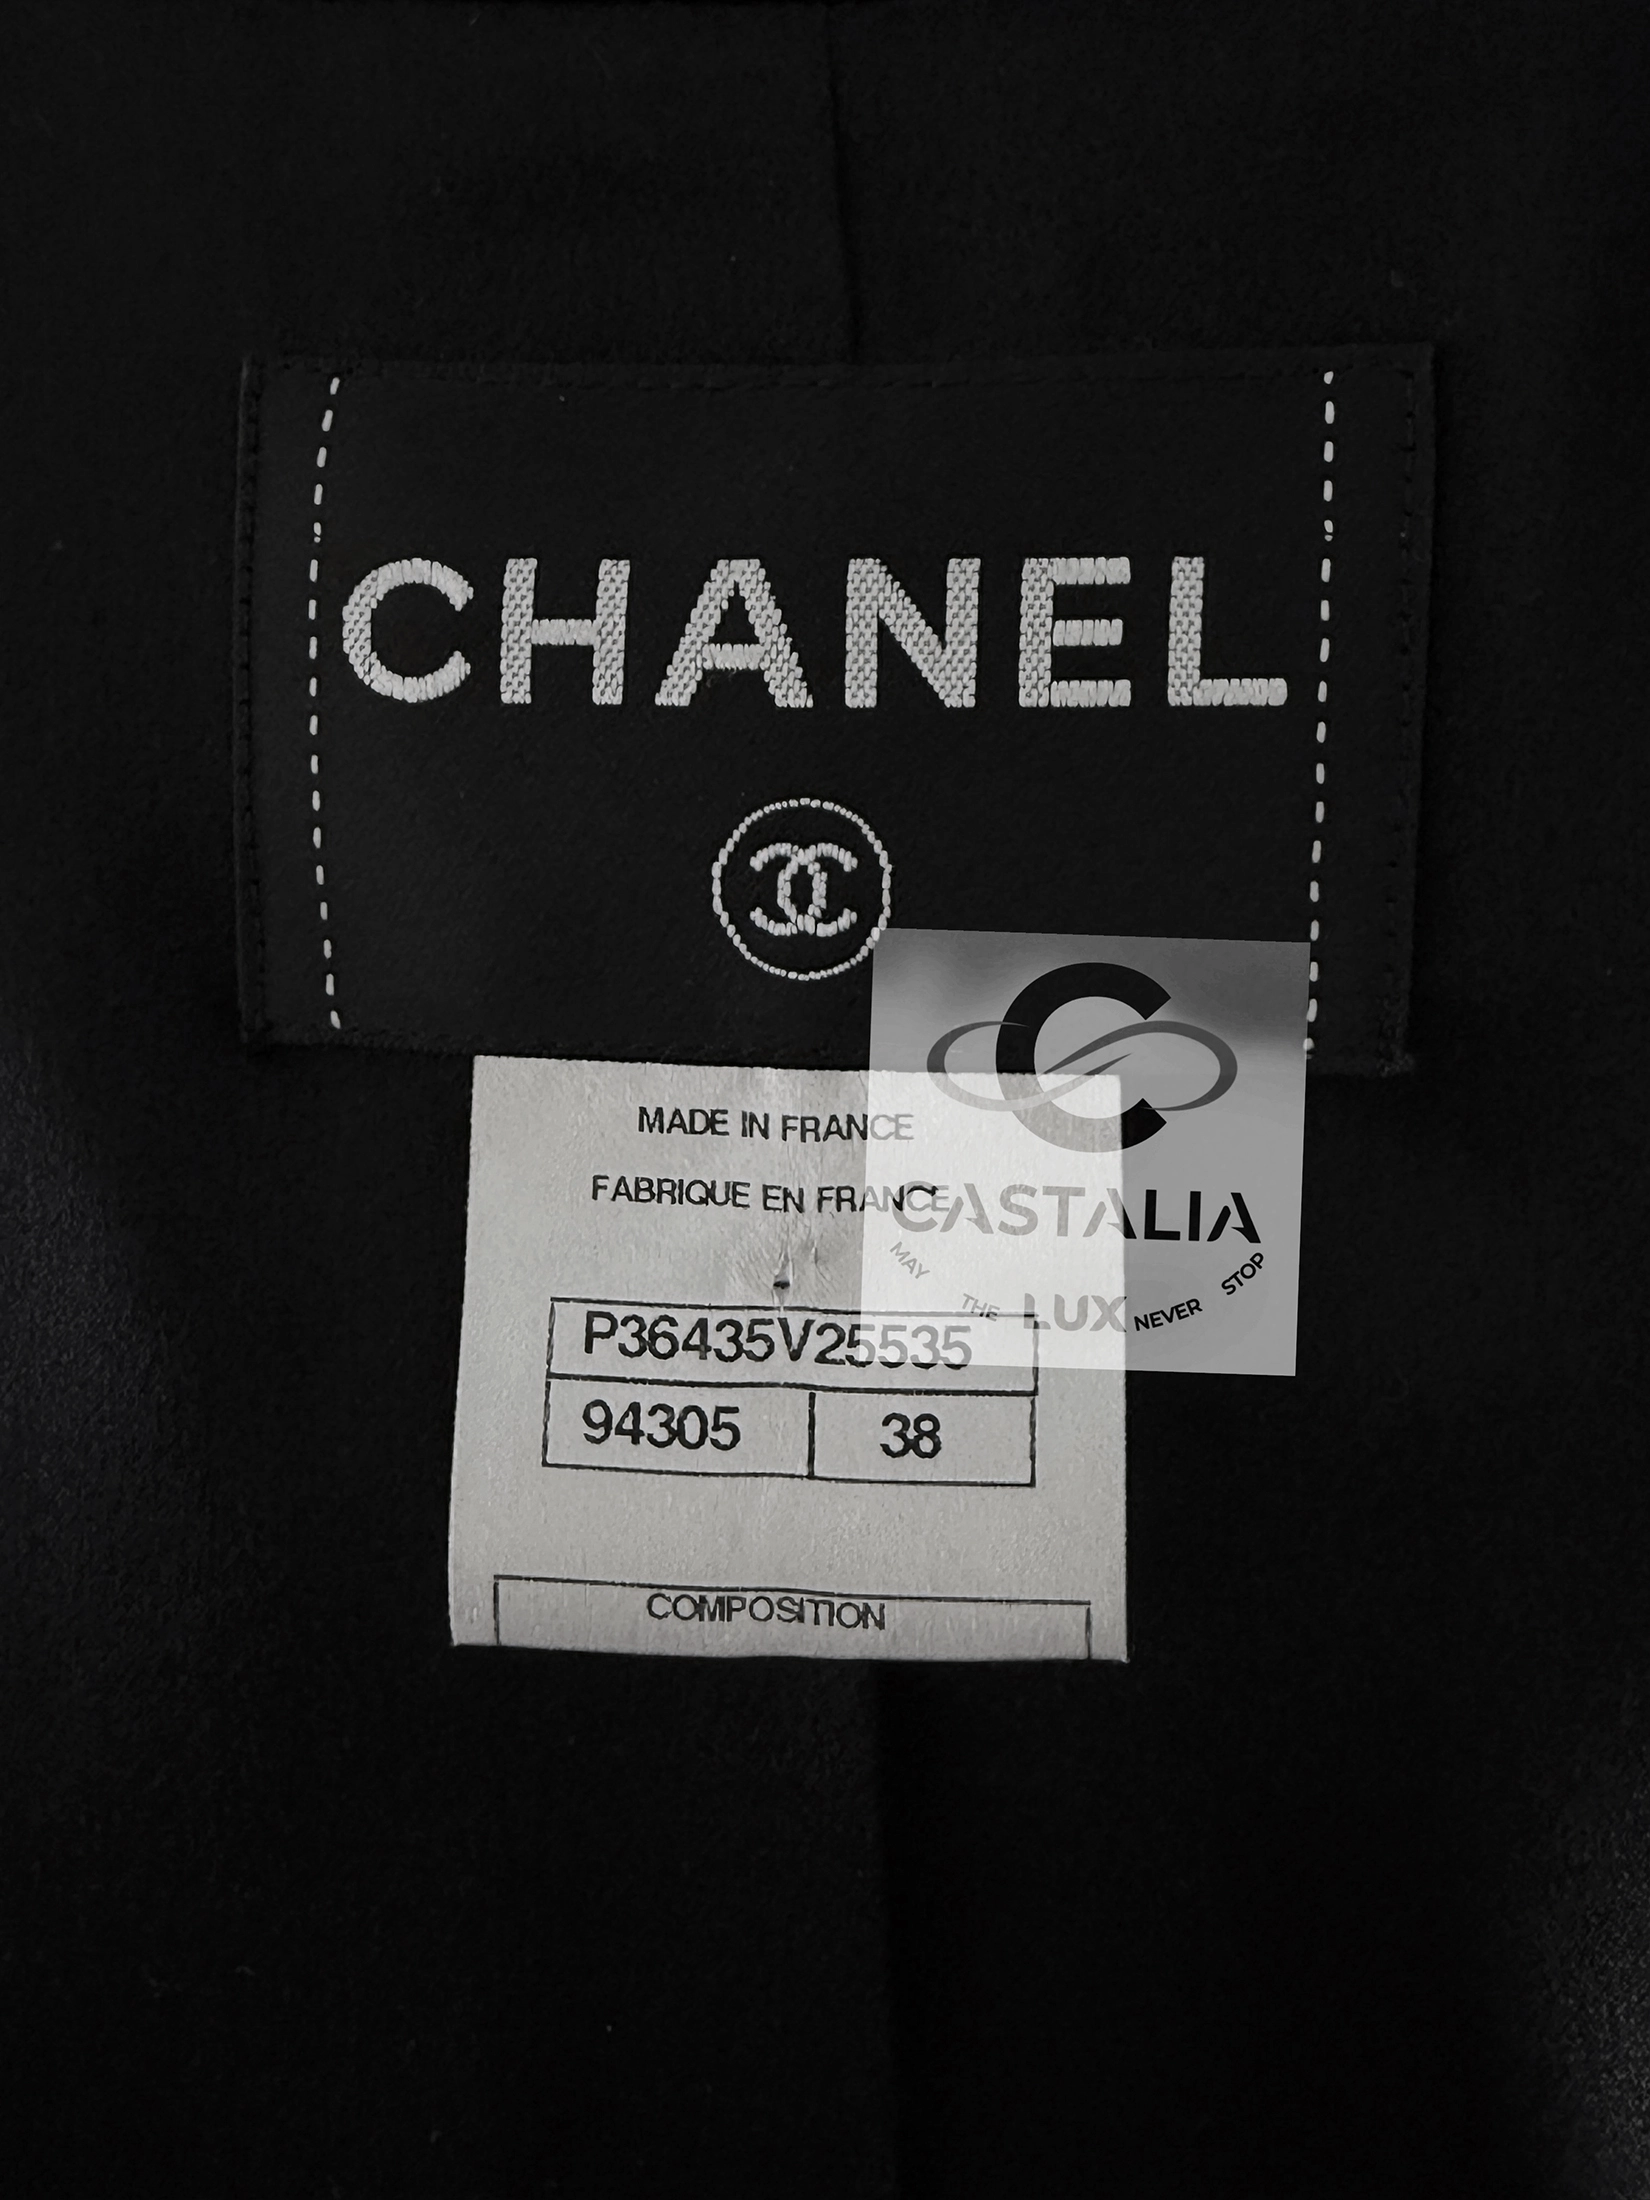 CHANEL
MADE IN FRANCE
FABRIQUE EN FRANCE
P36435V25535
94305 38
COMPOSITION
CASTALIA
MAY THE LUX NEVER STOP